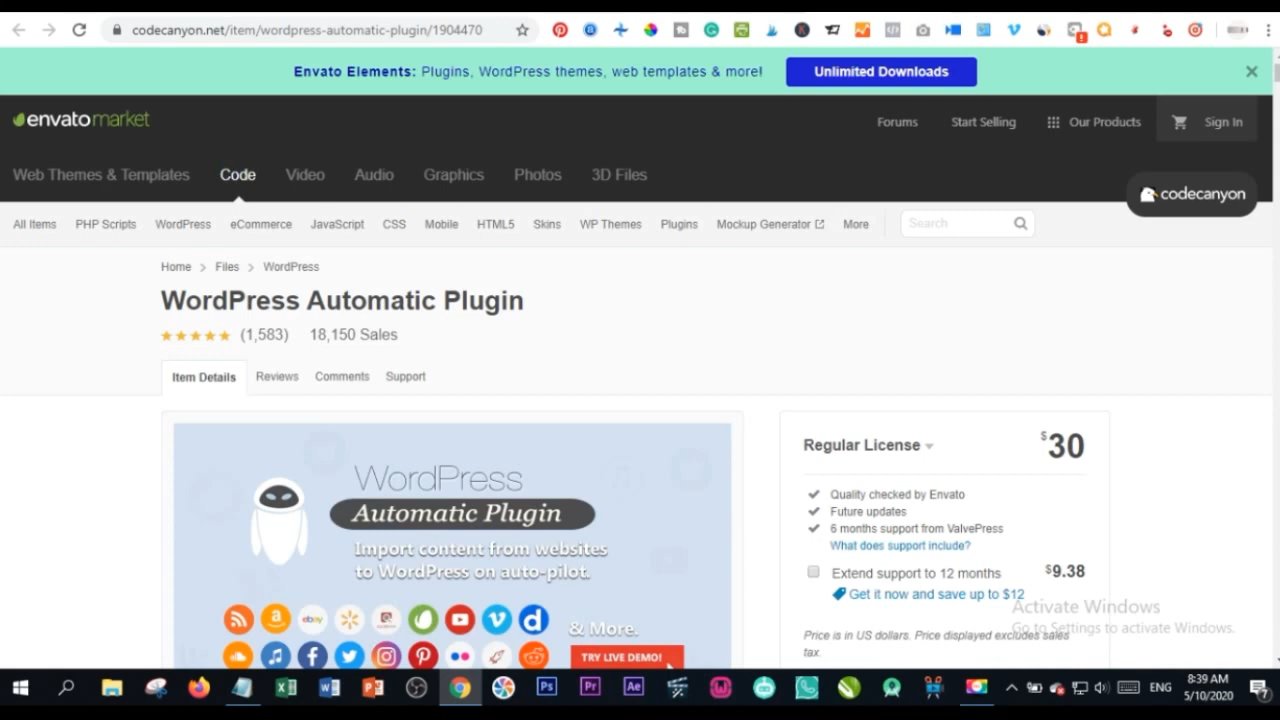 codecanyon.net/item/wordpress-automatic-plugin/1904470
Envato Elements: Plugins, WordPress themes, web templates & more!
Unlimited Downloads
envatomarket
Forums
Start Selling
Our Products
Sign In
Web Themes & Templates
Code
Video
Audio
Graphics
Photos
3D Files
codecanyon
All Items
PHP Scripts
WordPress
eCommerce
JavaScript
CSS
Mobile
HTML5
Skins
WP Themes
Plugins
Mockup Generator
More
Search
Home > Files > WordPress
WordPress Automatic Plugin
(1,583)
18,150 Sales
Item Details
Reviews
Comments
Support
WordPress
Automatic Plugin
Import content from websites
to WordPress on auto-pilot.
ebay
& More.
TRY LIVE DEMO!
Regular License
$30
Quality checked by Envato
Future updates
6 months support from ValvePress
What does support include?
Extend support to 12 months
$9.38
Get it now and save up to $12
Price is in US dollars. Price displayed excludes sales
tax.
Activate Windows
Go to Settings to activate Windows.
Ps
Pr
Ae
ENG
8:39 AM
5/10/2020
7